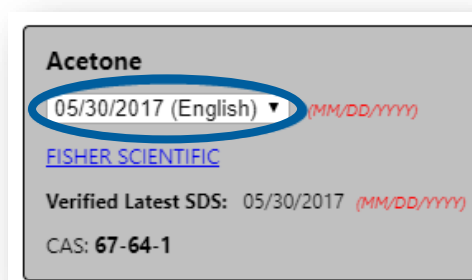 Acetone
05/30/2017 (English) ▼ (MM/DD/YYYY)
FISHER SCIENTIFIC
Verified Latest SDS: 05/30/2017 (MM/DD/YYYY)
CAS: 67-64-1